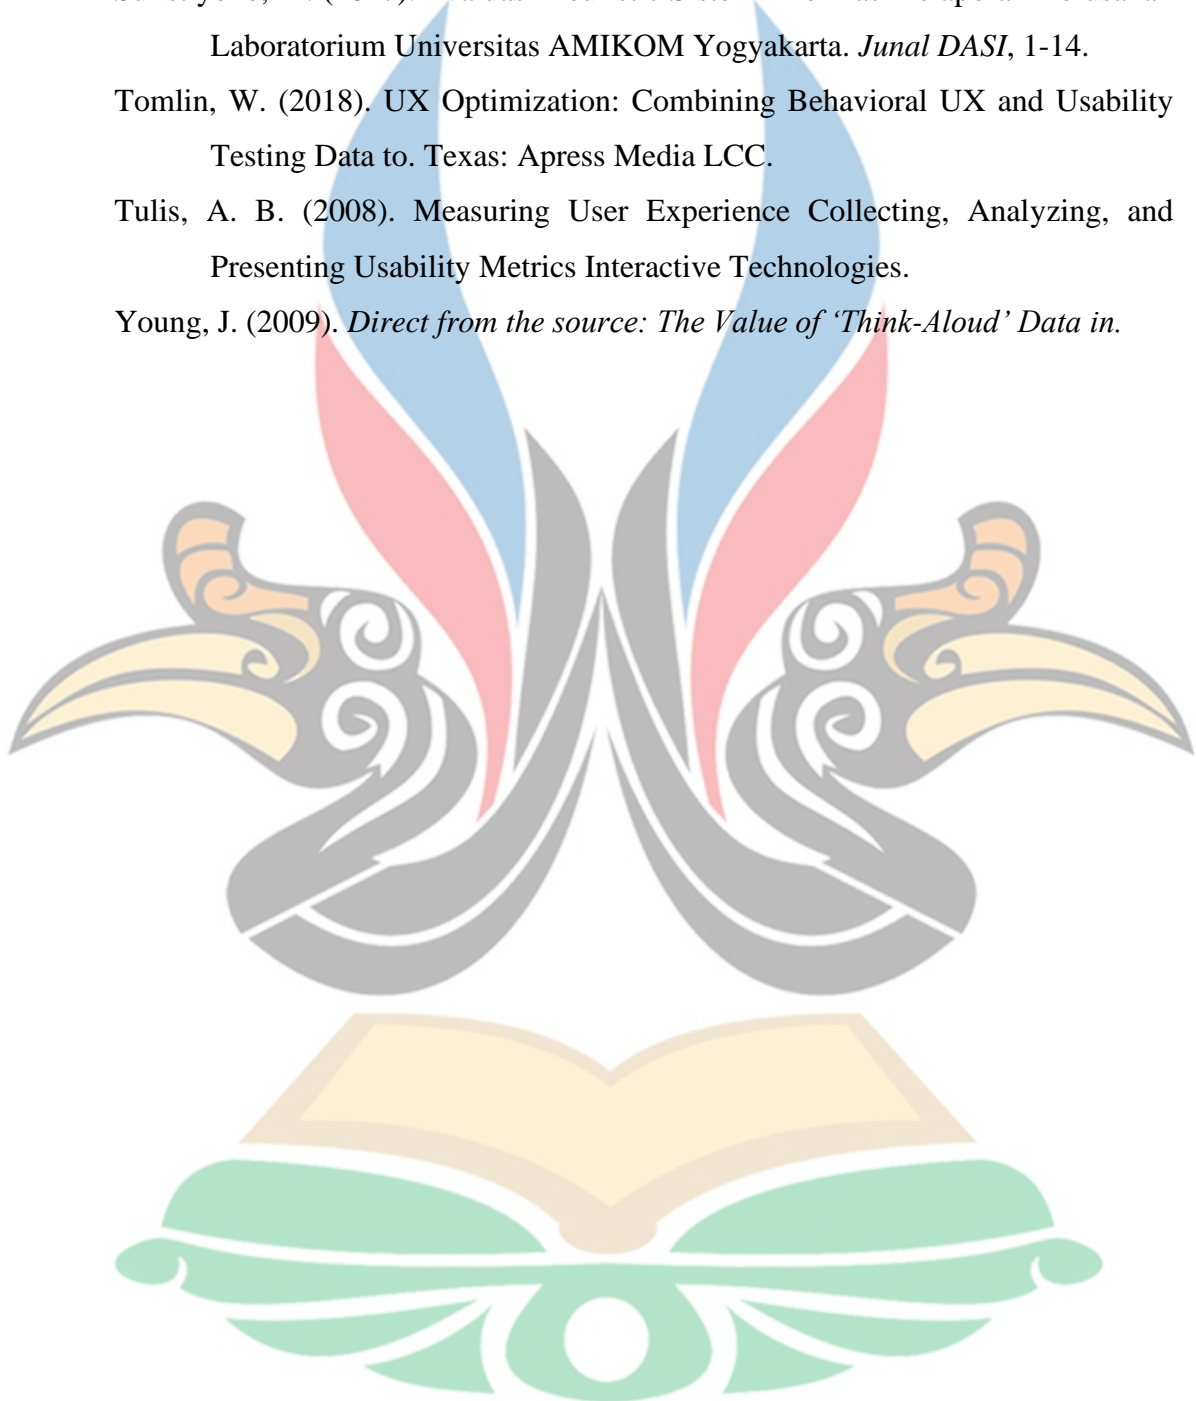 Laboratorium Universitas AMIKOM Yogyakarta. Junal DASI, 1-14.
Tomlin, W. (2018). UX Optimization: Combining Behavioral UX and Usability
Testing Data to. Texas: Apress Media LCC.
Tulis, A. B. (2008). Measuring User Experience Collecting, Analyzing, and
Presenting Usability Metrics Interactive Technologies.
Young, J. (2009). Direct from the source: The Value of ‘Think-Aloud’ Data in.